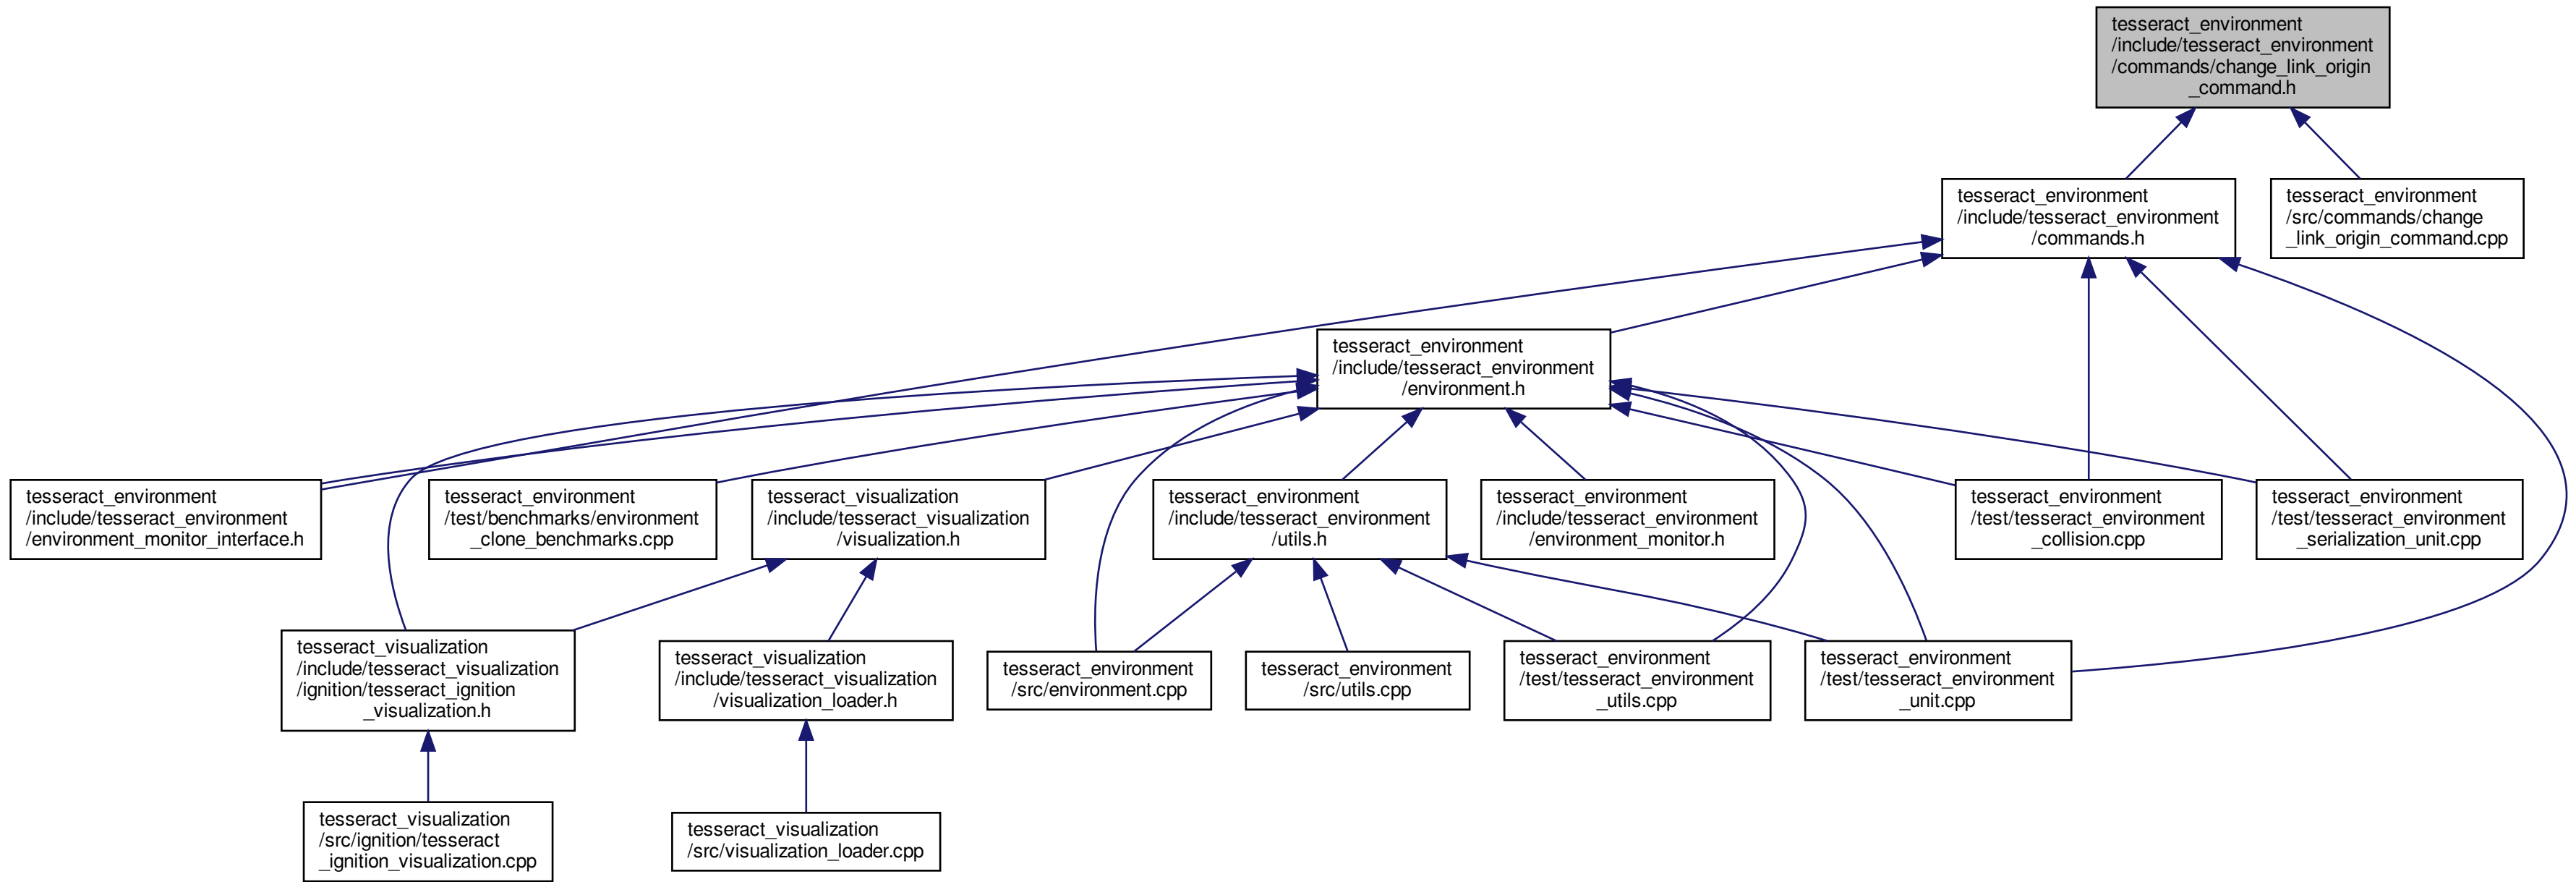 tesseract_environment
/include/tesseract_environment
/commands/change_link_origin
_command.h
tesseract_environment
/include/tesseract_environment
/commands.h
tesseract_environment
/src/commands/change
_link_origin_command.cpp
tesseract_environment
/include/tesseract_environment
/environment.h
tesseract_environment
/include/tesseract_environment
/environment_monitor_interface.h
tesseract_environment
/test/benchmarks/environment
_clone_benchmarks.cpp
tesseract_visualization
/include/tesseract_visualization
/visualization.h
tesseract_environment
/include/tesseract_environment
/utils.h
tesseract_environment
/include/tesseract_environment
/environment_monitor.h
tesseract_environment
/test/tesseract_environment
_collision.cpp
tesseract_environment
/test/tesseract_environment
_serialization_unit.cpp
tesseract_visualization
/include/tesseract_visualization
/ignition/tesseract_ignition
_visualization.h
tesseract_visualization
/include/tesseract_visualization
/visualization_loader.h
tesseract_environment
/src/environment.cpp
tesseract_environment
/src/utils.cpp
tesseract_environment
/test/tesseract_environment
_utils.cpp
tesseract_environment
/test/tesseract_environment
_unit.cpp
tesseract_visualization
/src/ignition/tesseract
_ignition_visualization.cpp
tesseract_visualization
/src/visualization_loader.cpp